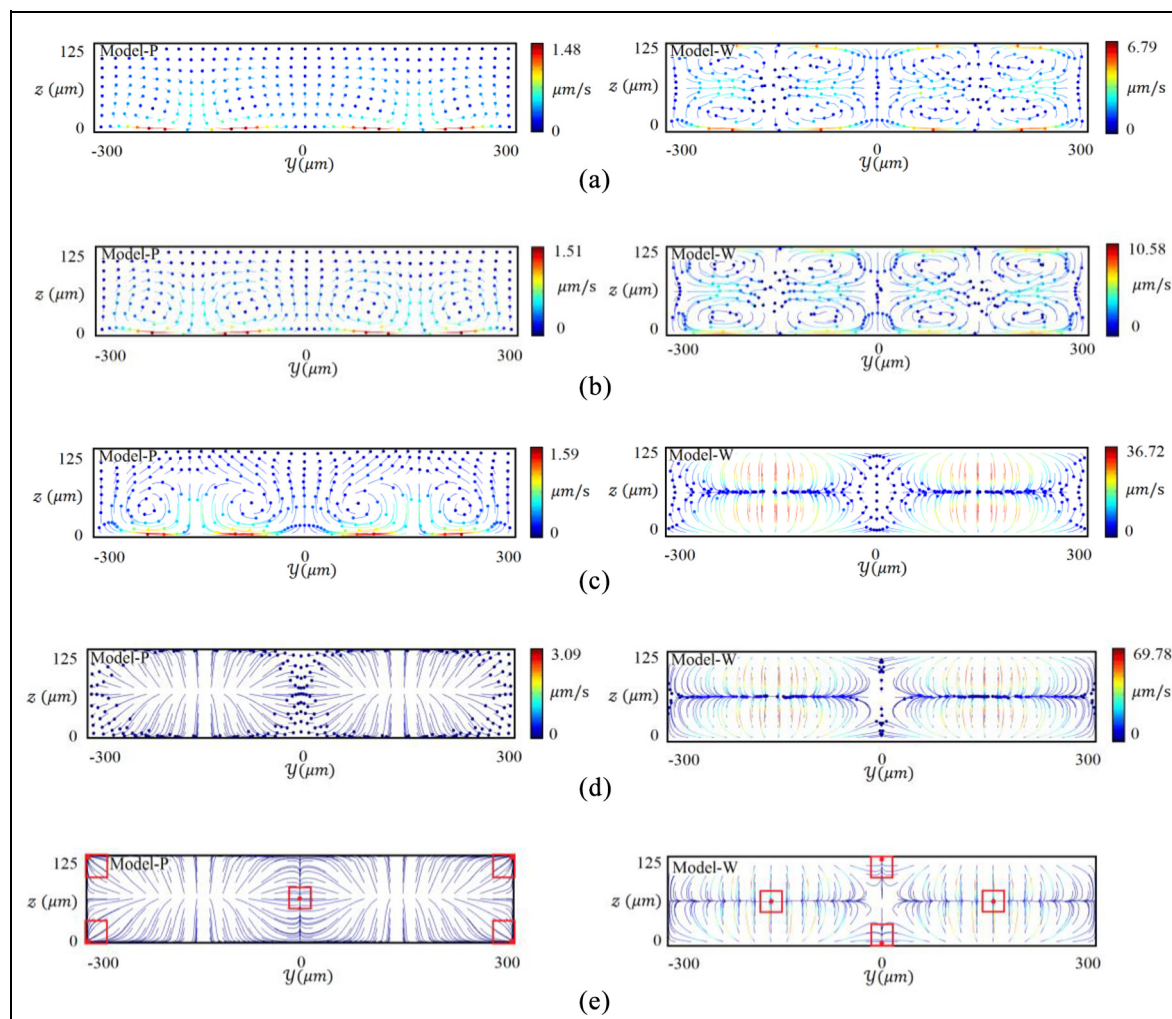 Model-P
125
z (μm)
0
-300
0
300
y(μm)
1.48
μm/s
0
Model-W
125
z (μm)
0
-300
0
300
y(μm)
6.79
μm/s
0
(a)
Model-P
125
z (μm)
0
-300
0
300
y(μm)
1.51
μm/s
0
Model-W
125
z (μm)
0
-300
0
300
y(μm)
10.58
μm/s
0
(b)
Model-P
125
z (μm)
0
-300
0
300
y(μm)
1.59
μm/s
0
Model-W
125
z (μm)
0
-300
0
300
y(μm)
36.72
μm/s
0
(c)
Model-P
125
z (μm)
0
-300
0
300
y(μm)
3.09
μm/s
0
Model-W
125
z (μm)
0
-300
0
300
y(μm)
69.78
μm/s
0
(d)
Model-P
125
z (μm)
0
-300
0
300
y(μm)
Model-W
125
z (μm)
0
-300
0
300
y(μm)
(e)